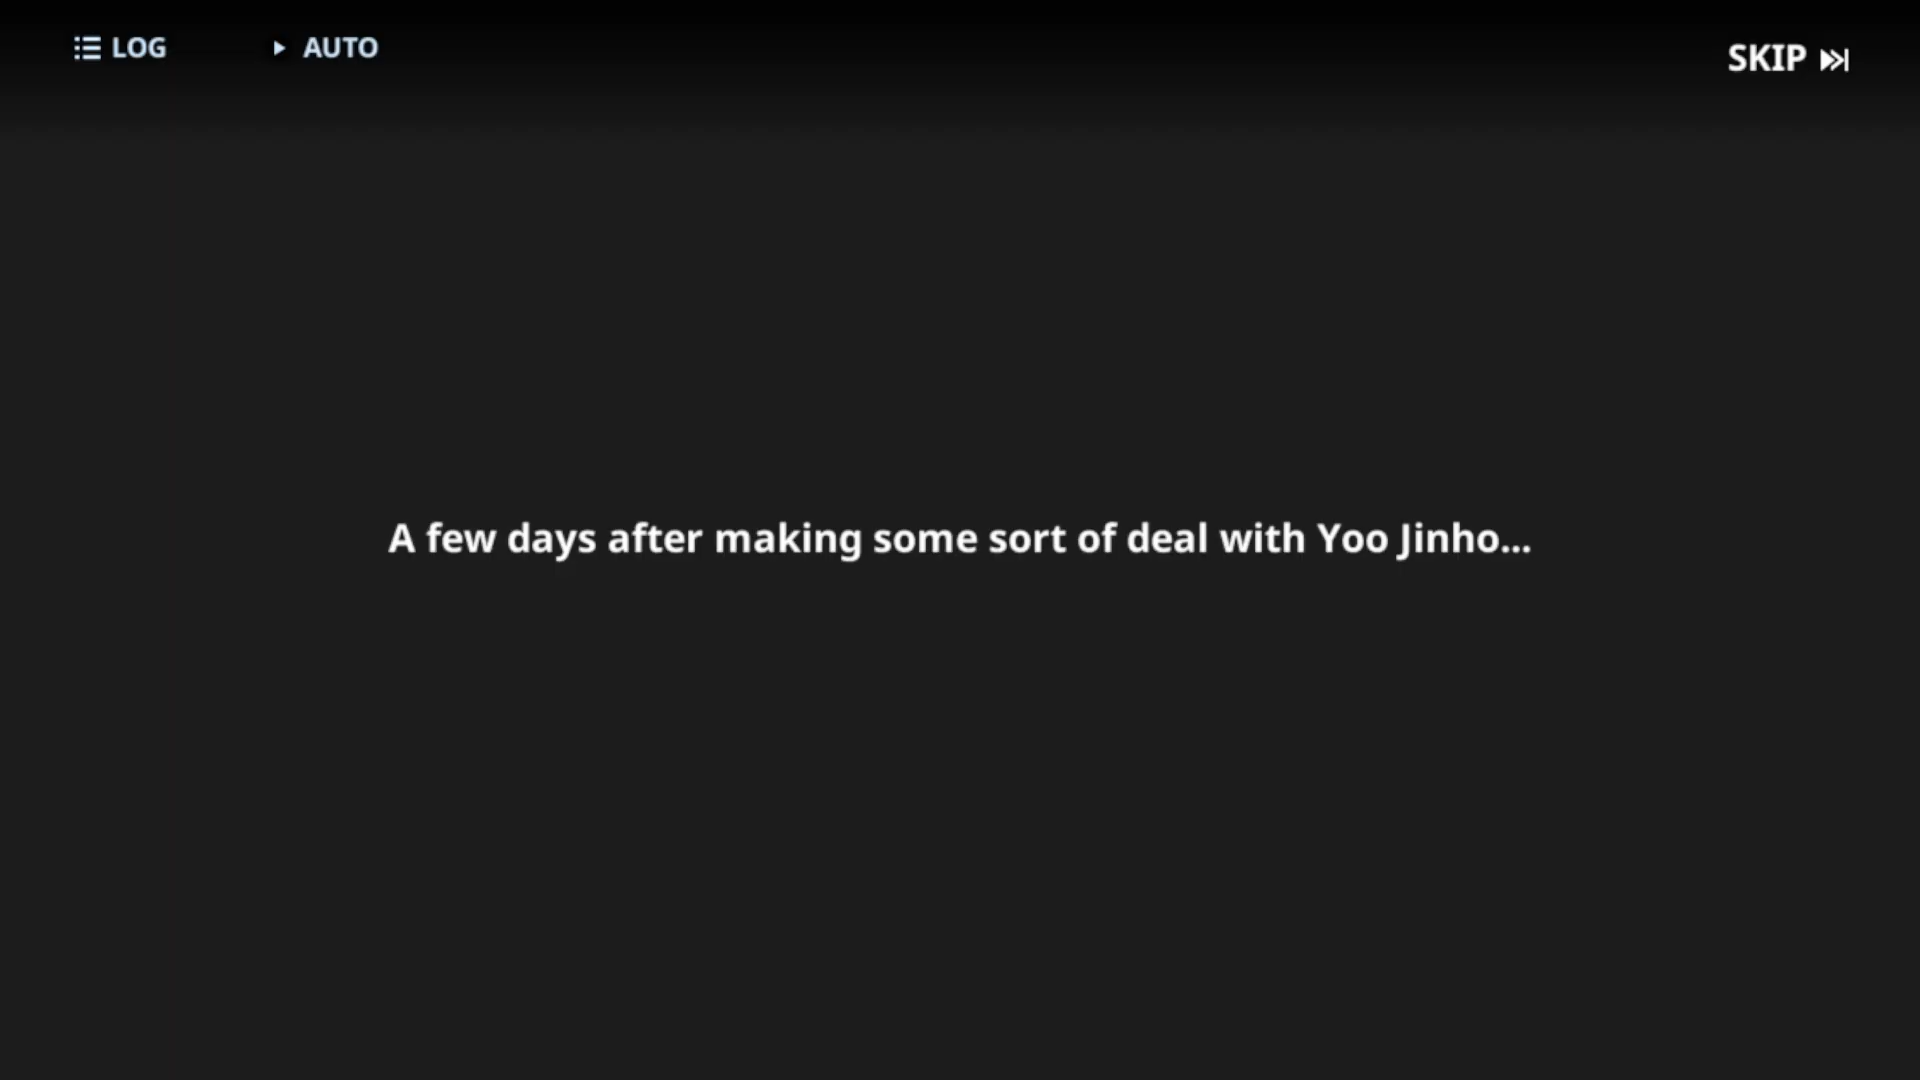 LOG
AUTO
SKIP
A few days after making some sort of deal with Yoo Jinho...